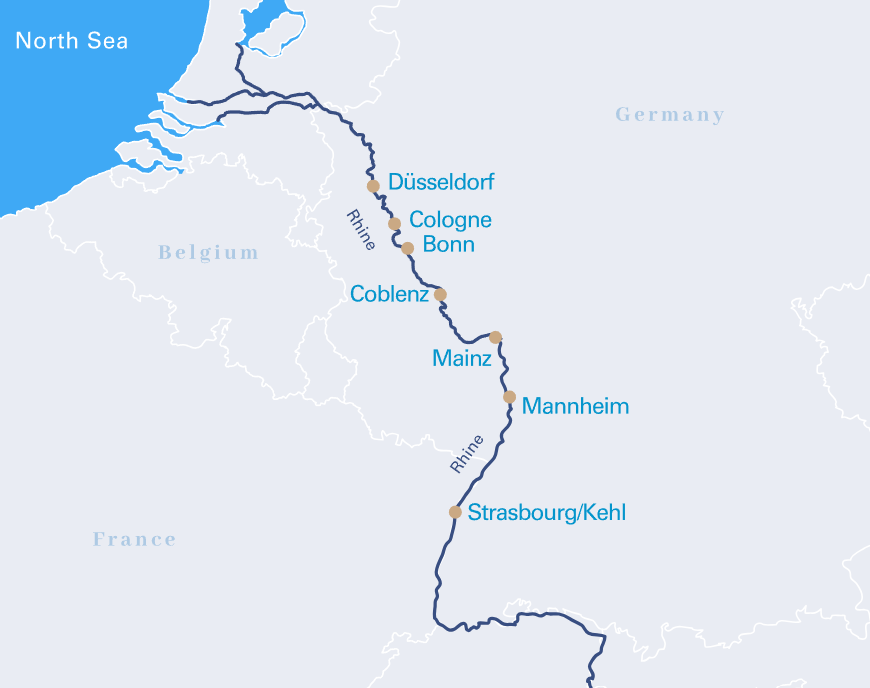 North Sea
Germany
Düsseldorf
Cologne
Rhine
Bonn
Belgium
Coblenz
Mainz
Mannheim
Rhine
Strasbourg/Kehl
France